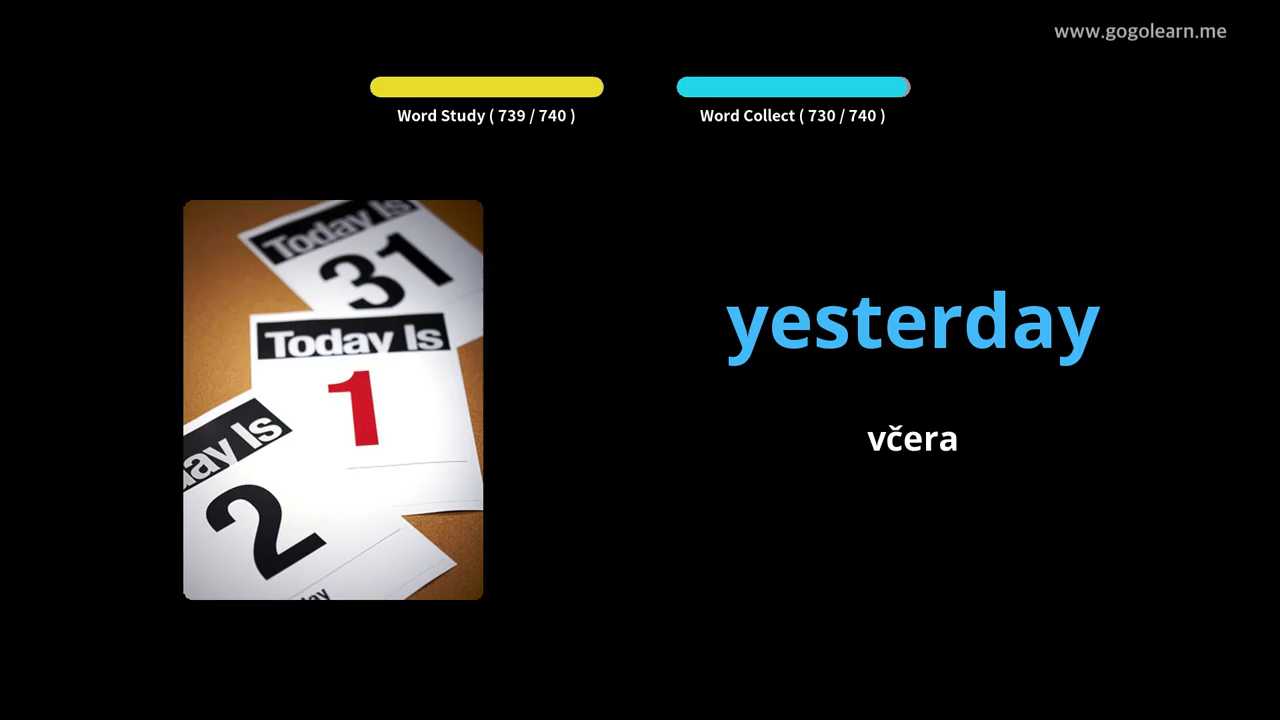 www.gogolearn.me
Word Study ( 739 / 740 )
Word Collect ( 730 / 740 )
Today Is
31
Today Is
1
ay Is
2
day
yesterday
včera